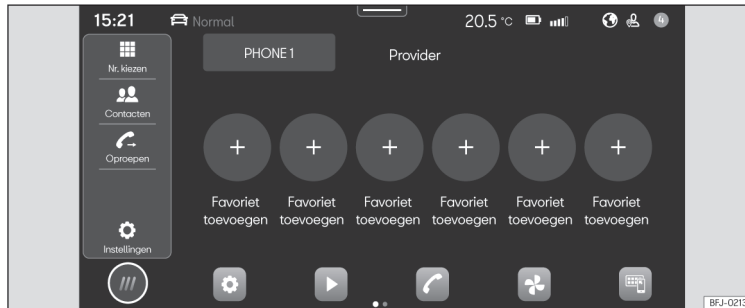 15:21 Normal 20.5 °C 4
PHONE 1 Provider
Nr. kiezen
Contacten
Oproepen
Instellingen
Favoriet Favoriet Favoriet Favoriet Favoriet Favoriet
toevoegen toevoegen toevoegen toevoegen toevoegen toevoegen
BFJ-0213